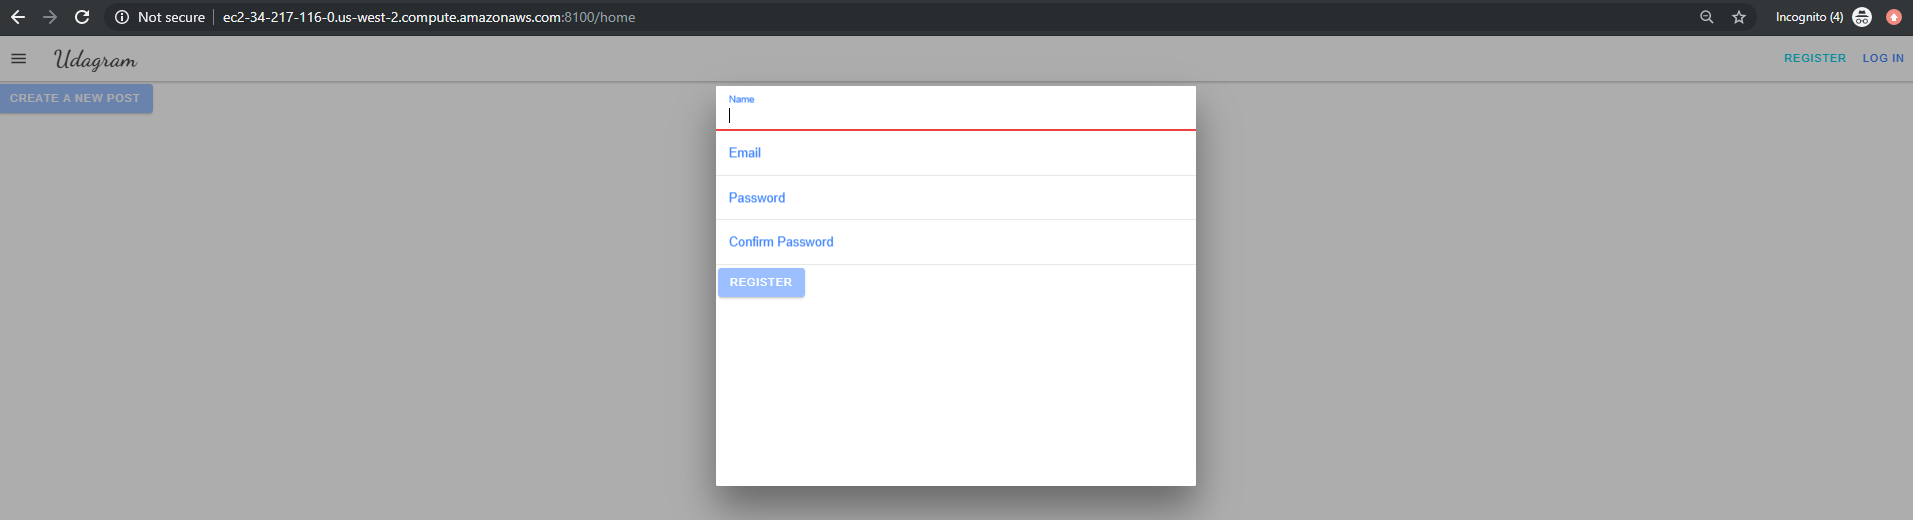 Not secure | ec2-34-217-116-0.us-west-2.compute.amazonaws.com:8100/home
Incognito (4)
Udagram
REGISTER
LOG IN
CREATE A NEW POST
Name
Email
Password
Confirm Password
REGISTER